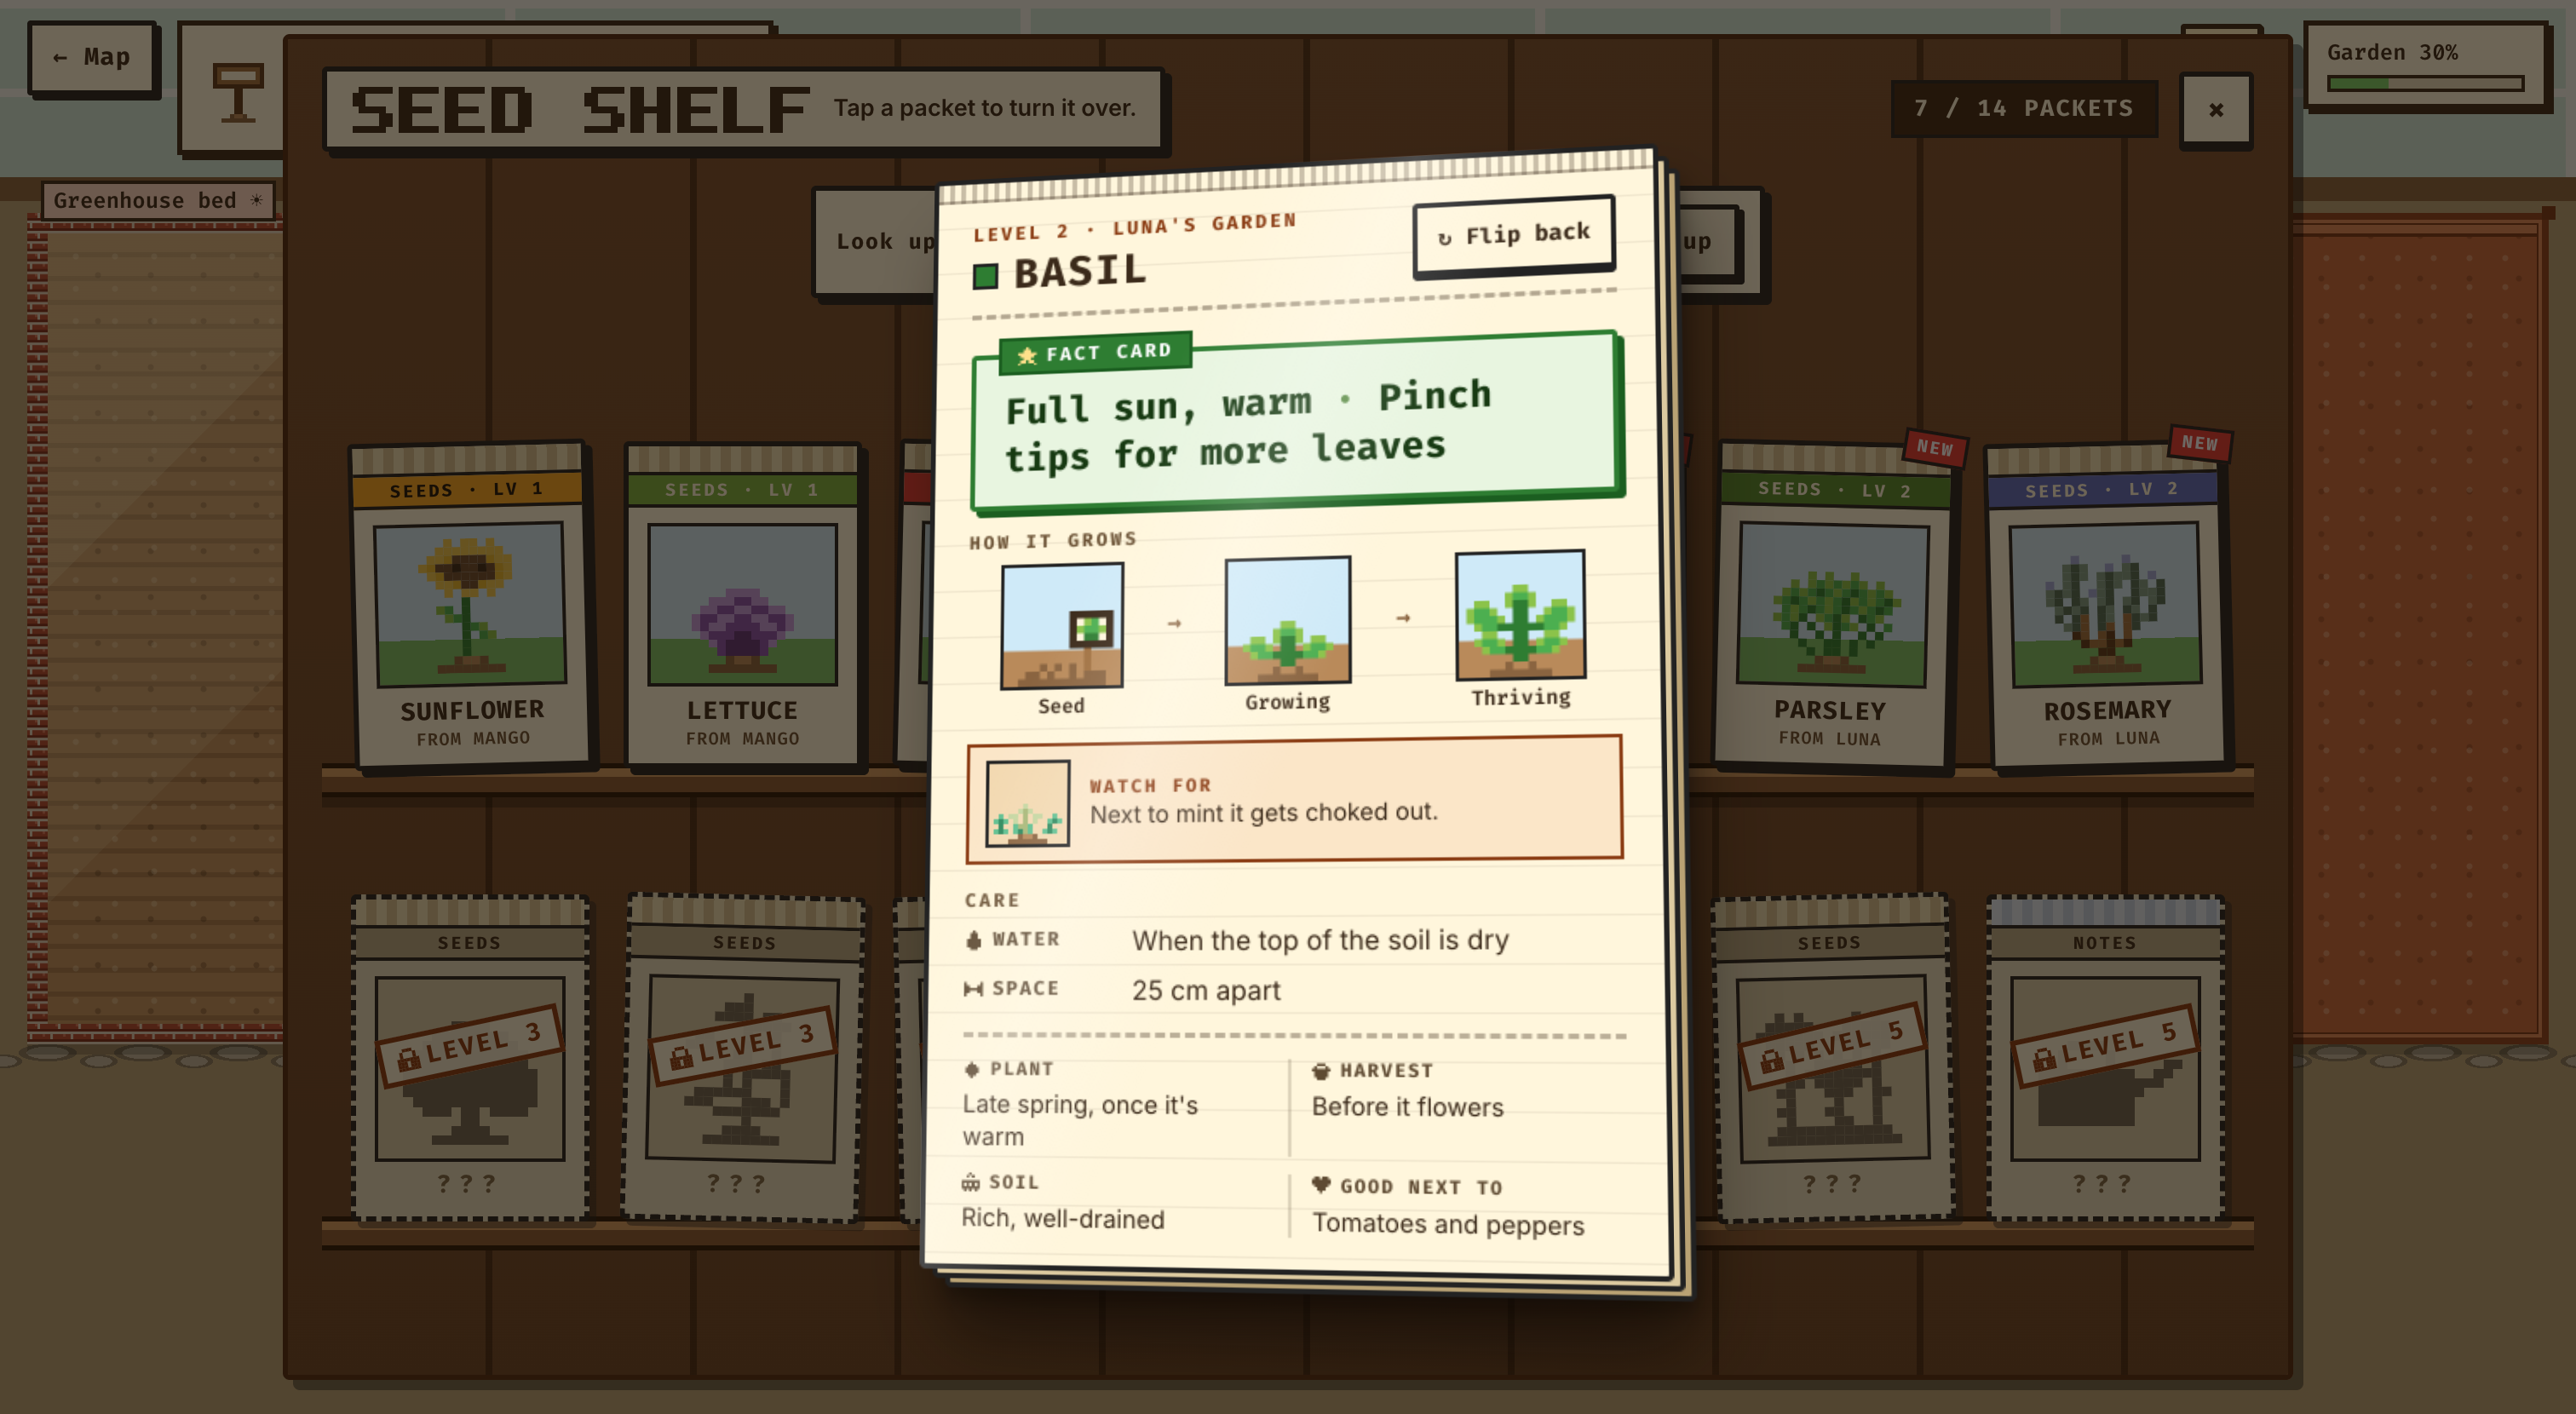 ← Map
SEED SHELF
Tap a packet to turn it over.
7 / 14 PACKETS
×
Garden 30%
Greenhouse bed
Look up
up
LEVEL 2 · LUNA'S GARDEN
BASIL
↻ Flip back
FACT CARD
Full sun, warm · Pinch
tips for more leaves
HOW IT GROWS
→
→
Seed
Growing
Thriving
WATCH FOR
Next to mint it gets choked out.
CARE
WATER
When the top of the soil is dry
SPACE
25 cm apart
PLANT
Late spring, once it's
warm
HARVEST
Before it flowers
SOIL
Rich, well-drained
GOOD NEXT TO
Tomatoes and peppers
SEEDS · LV 1
SUNFLOWER
FROM MANGO
SEEDS · LV 1
LETTUCE
FROM MANGO
NEW
SEEDS · LV 2
PARSLEY
FROM LUNA
NEW
SEEDS · LV 2
ROSEMARY
FROM LUNA
SEEDS
LEVEL 3
???
SEEDS
LEVEL 3
???
SEEDS
LEVEL 5
???
NOTES
LEVEL 5
???